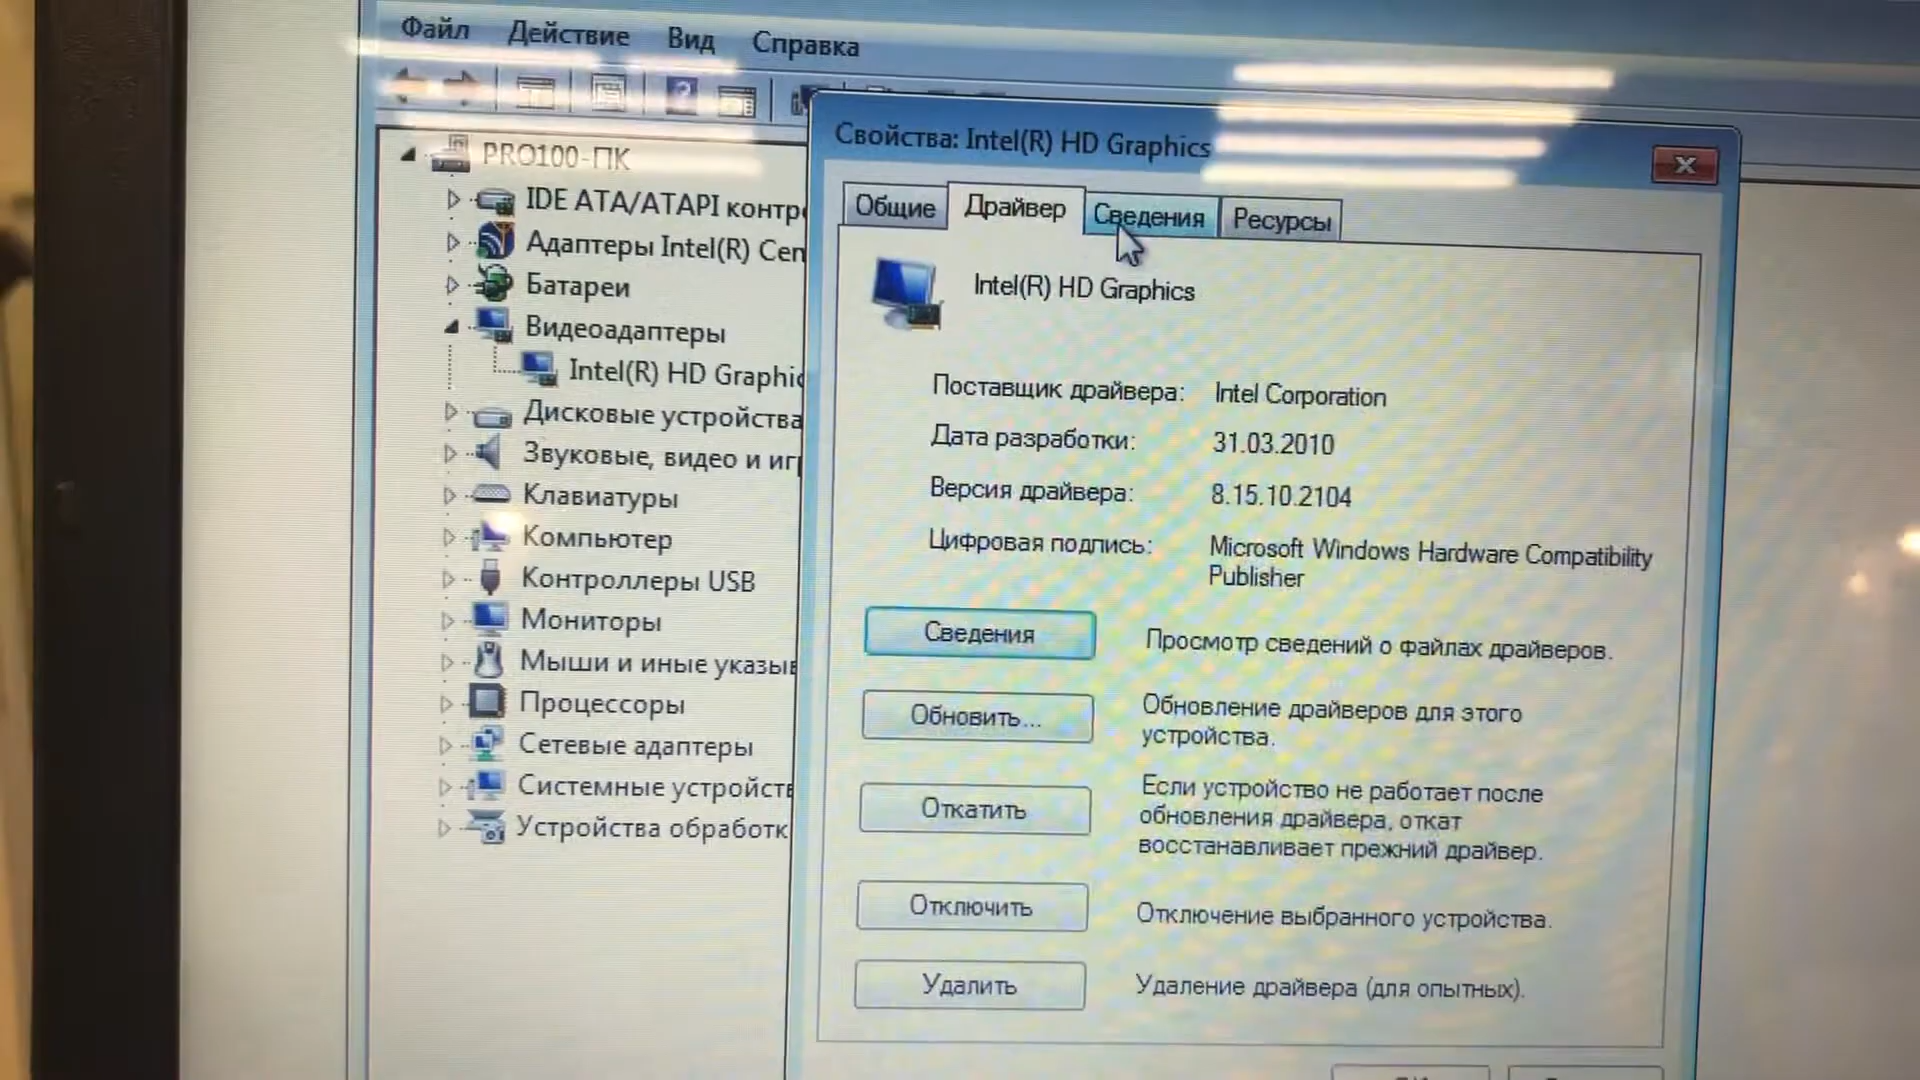 Файл Действие Вид Справка
PRO100-ПК
IDE ATA/ATAPI контр
Адаптеры Intel(R) Cen
Батареи
Видеоадаптеры
Intel(R) HD Graphic
Дисковые устройства
Звуковые, видео и иг
Клавиатуры
Компьютер
Контроллеры USB
Мониторы
Мыши и иные указы
Процессоры
Сетевые адаптеры
Системные устройст
Устройства обработк
Свойства: Intel(R) HD Graphics
Общие Драйвер Сведения Ресурсы
Intel(R) HD Graphics
Поставщик драйвера: Intel Corporation
Дата разработки: 31.03.2010
Версия драйвера: 8.15.10.2104
Цифровая подпись: Microsoft Windows Hardware Compatibility
Publisher
Сведения Просмотр сведений о файлах драйверов.
Обновить... Обновление драйверов для этого
устройства.
Откатить Если устройство не работает после
обновления драйвера, откат
восстанавливает прежний драйвер.
Отключить Отключение выбранного устройства.
Удалить Удаление драйвера (для опытных).